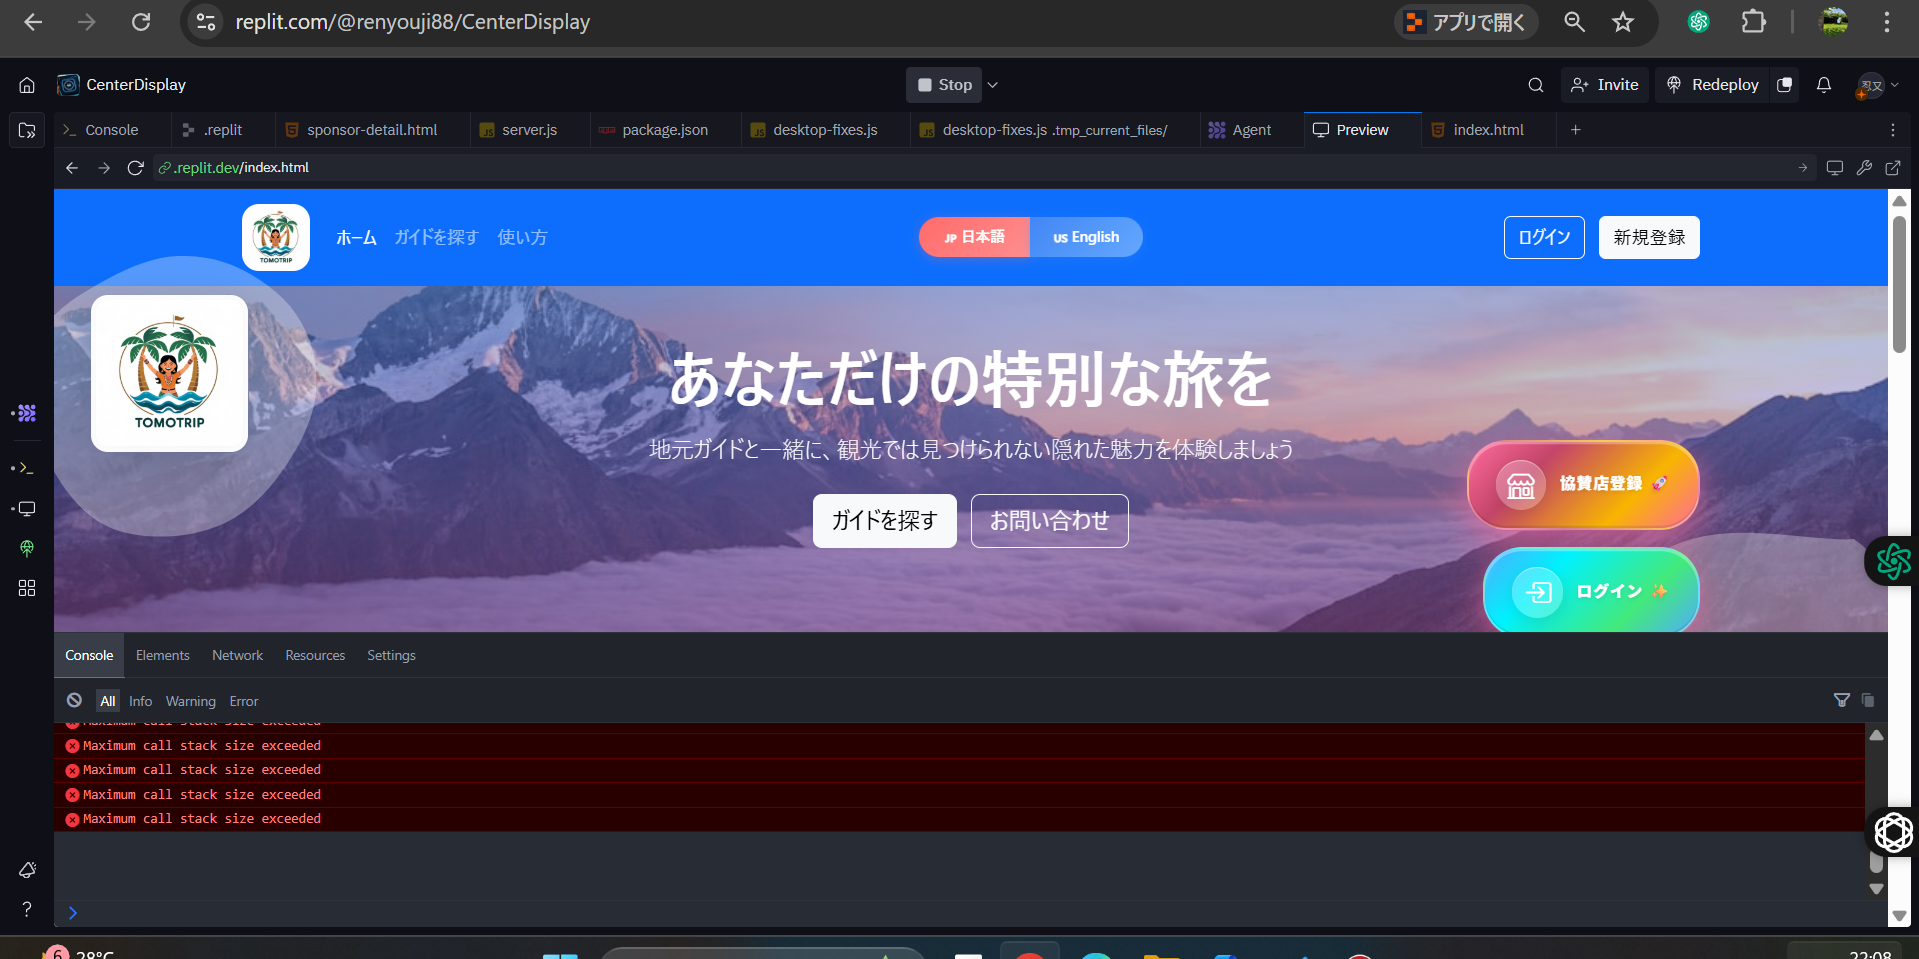 replit.com/@renyouji88/CenterDisplay
アプリで開く
CenterDisplay
Stop
Invite
Redeploy
忍又
Console
.replit
sponsor-detail.html
server.js
package.json
desktop-fixes.js
desktop-fixes.js .tmp_current_files/
Agent
Preview
index.html
.replit.dev/index.html
TOMOTRIP
ホーム
ガイドを探す
使い方
JP 日本語
US English
ログイン
新規登録
TOMOTRIP
あなただけの特別な旅を
地元ガイドと一緒に、観光では見つけられない隠れた魅力を体験しましょう
ガイドを探す
お問い合わせ
協賛店登録 🚀
ログイン ✨
Console
Elements
Network
Resources
Settings
All
Info
Warning
Error
Maximum call stack size exceeded
Maximum call stack size exceeded
Maximum call stack size exceeded
Maximum call stack size exceeded
Maximum call stack size exceeded
6
28°C
22:08